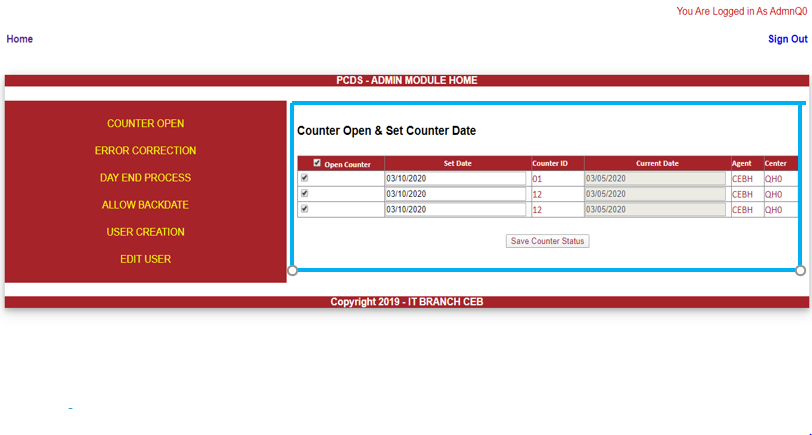 You Are Logged in As AdmnQ0
Home Sign Out
PCDS - ADMIN MODULE HOME
COUNTER OPEN
ERROR CORRECTION
DAY END PROCESS
ALLOW BACKDATE
USER CREATION
EDIT USER
Counter Open & Set Counter Date
Open Counter Set Date Counter ID Current Date Agent Center
03/10/2020 01 03/05/2020 CEBH QH0
03/10/2020 12 03/05/2020 CEBH QH0
03/10/2020 12 03/05/2020 CEBH QH0
Save Counter Status
Copyright 2019 - IT BRANCH CEB